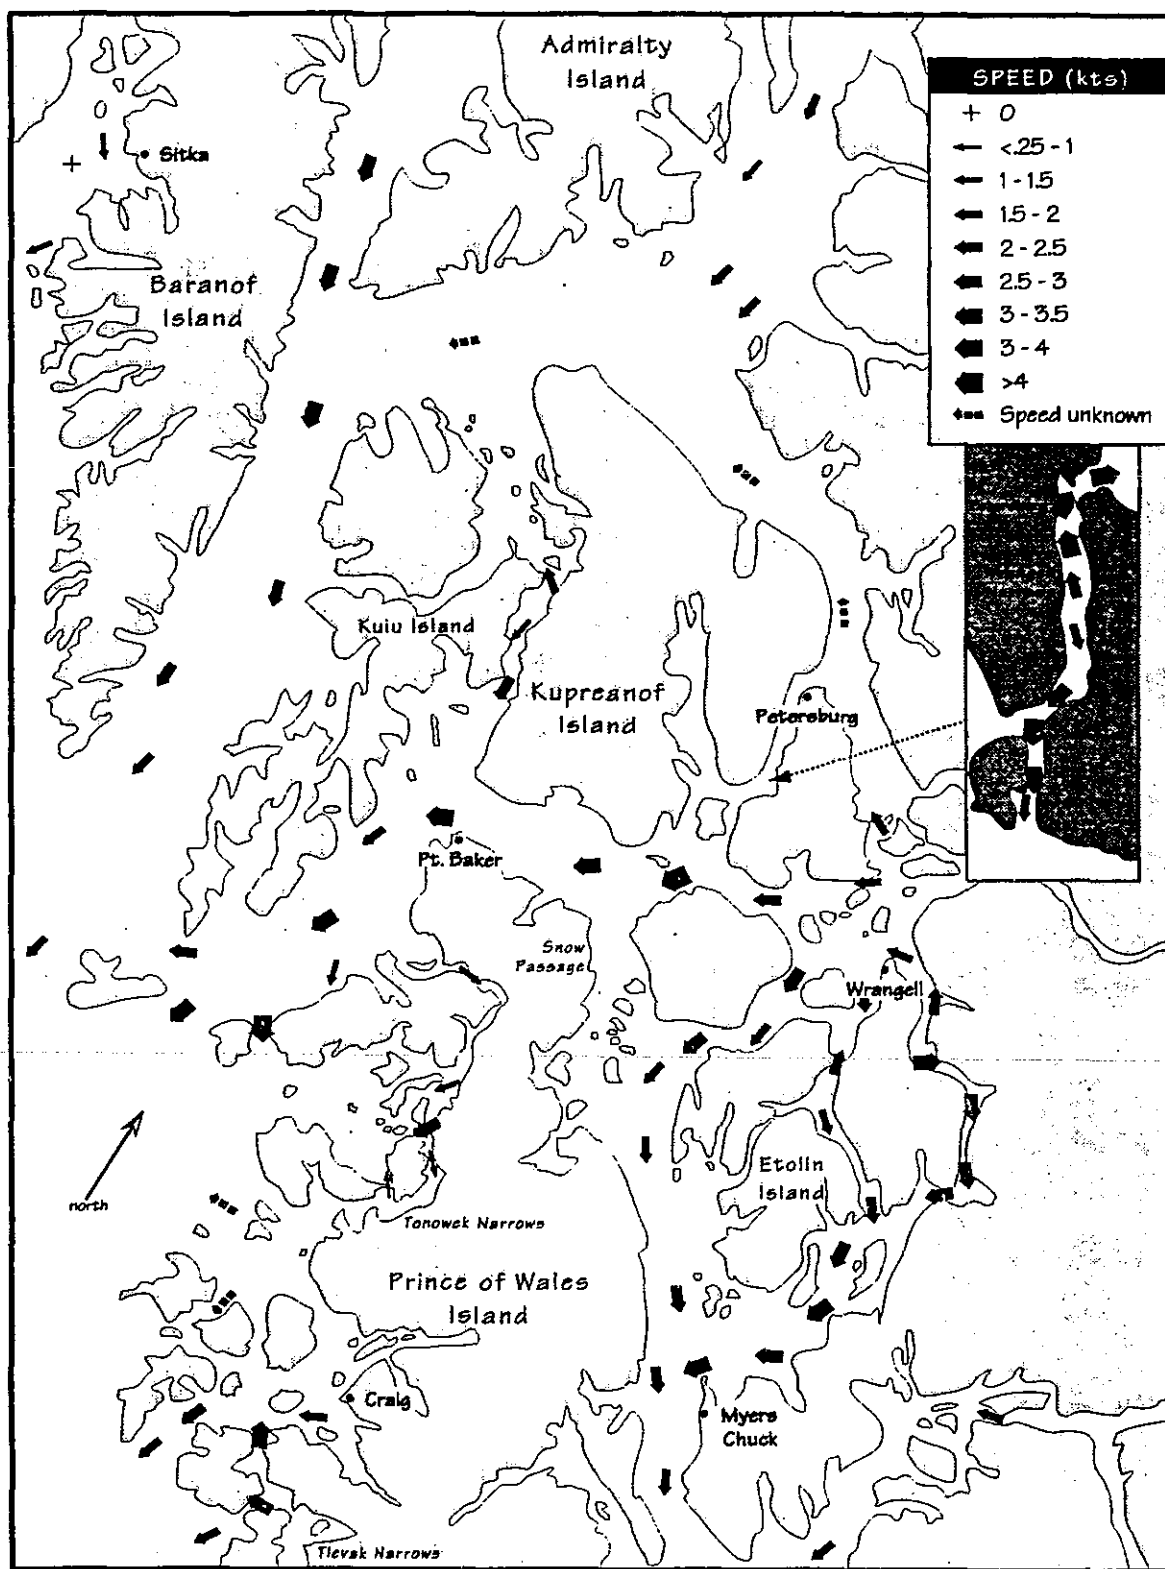 Admiralty
Island
SPEED (kts)
+ 0
<.25 - 1
1 - 1.5
1.5 - 2
2 - 2.5
2.5 - 3
3 - 3.5
3 - 4
>4
Speed unknown
Sitka
Baranof
Island
Kuiu Island
Kupreanof
Island
Petersburg
Pt. Baker
Snow
Passage
Wrangell
north
Etolin
Island
Tonowek Narrows
Prince of Wales
Island
Craig
Myers
Chuck
Tlevak Narrows